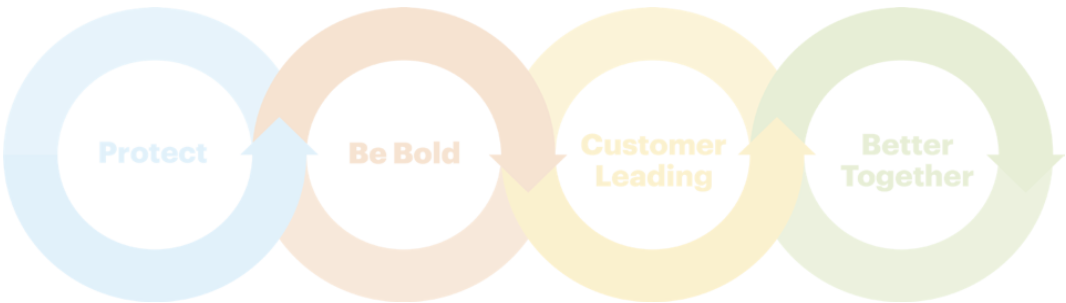 Protect
Be Bold
Customer
Leading
Better
Together